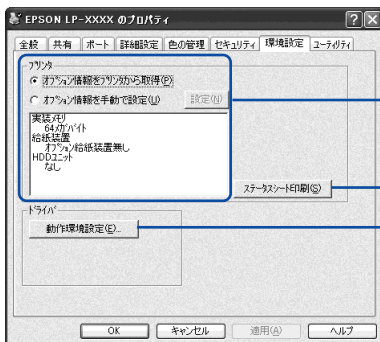 EPSON LP-XXXX のプロパティ
全般 共有 ポート 詳細設定 色の管理 セキュリティ 環境設定 ユーティリティ
プリンタ
オプション情報をプリンタから取得(P)
オプション情報を手動で設定(U) 設定(N)
実装メモリ
64メガバイト
給紙装置
オプション給紙装置無し
HDDユニット
なし
ステータスシート印刷(S)
ドライバ
動作環境設定(E)...
OK キャンセル 適用(A) ヘルプ